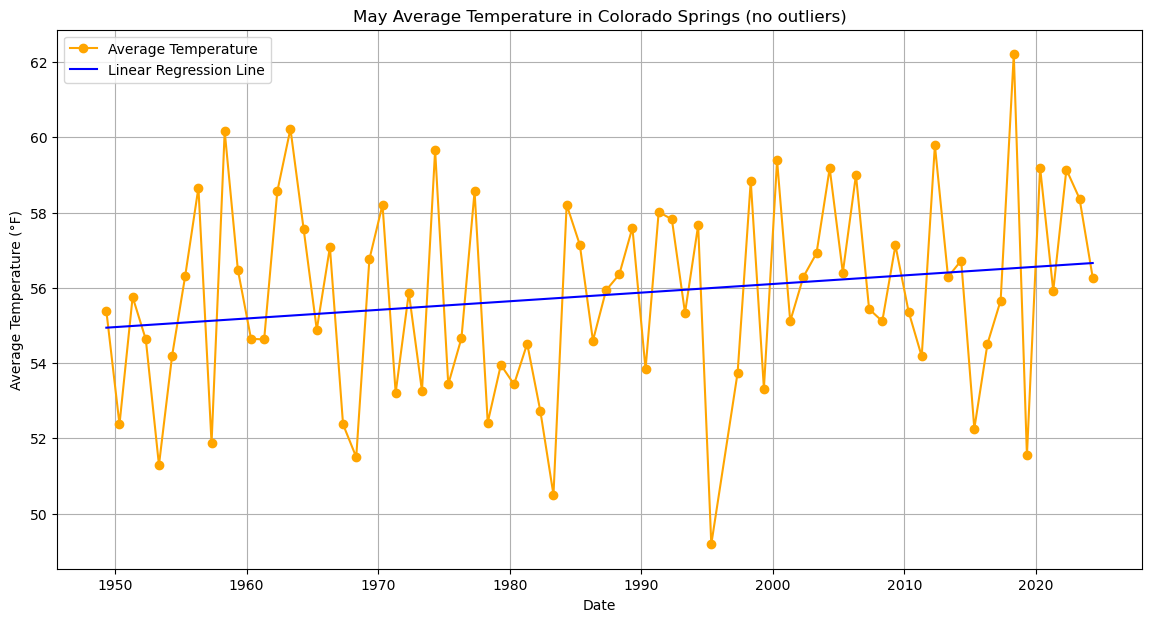 May Average Temperature in Colorado Springs (no outliers)
Average Temperature
Linear Regression Line
62
60
58
56
54
52
50
Average Temperature (°F)
1950 1960 1970 1980 1990 2000 2010 2020
Date